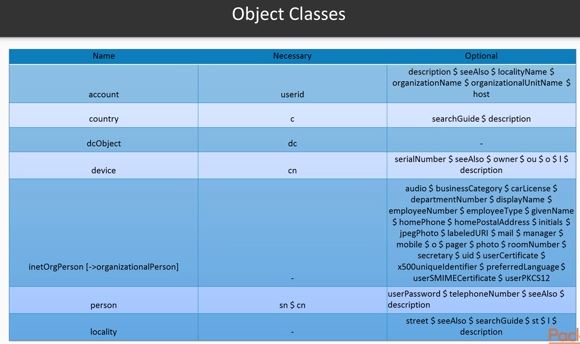 Object Classes
Name Necessary Optional
description $ seeAlso $ localityName $
organizationName $ organizationalUnitName $
account userid host
country c searchGuide $ description
dcObject dc -
serialNumber $ seeAlso $ owner $ ou $ o $ l $
device cn description
audio $ businessCategory $ carLicense $
departmentNumber $ displayName $
employeeNumber $ employeeType $ givenName
$ homePhone $ homePostalAddress $ initials $
jpegPhoto $ labeledURI $ mail $ manager $
mobile $ o $ pager $ photo $ roomNumber $
secretary $ uid $ userCertificate $
x500uniqueIdentifier $ preferredLanguage $
inetOrgPerson [->organizationalPerson] - userSMIMECertificate $ userPKCS12
userPassword $ telephoneNumber $ seeAlso $
person sn $ cn description
street $ seeAlso $ searchGuide $ st $ l $
locality - description